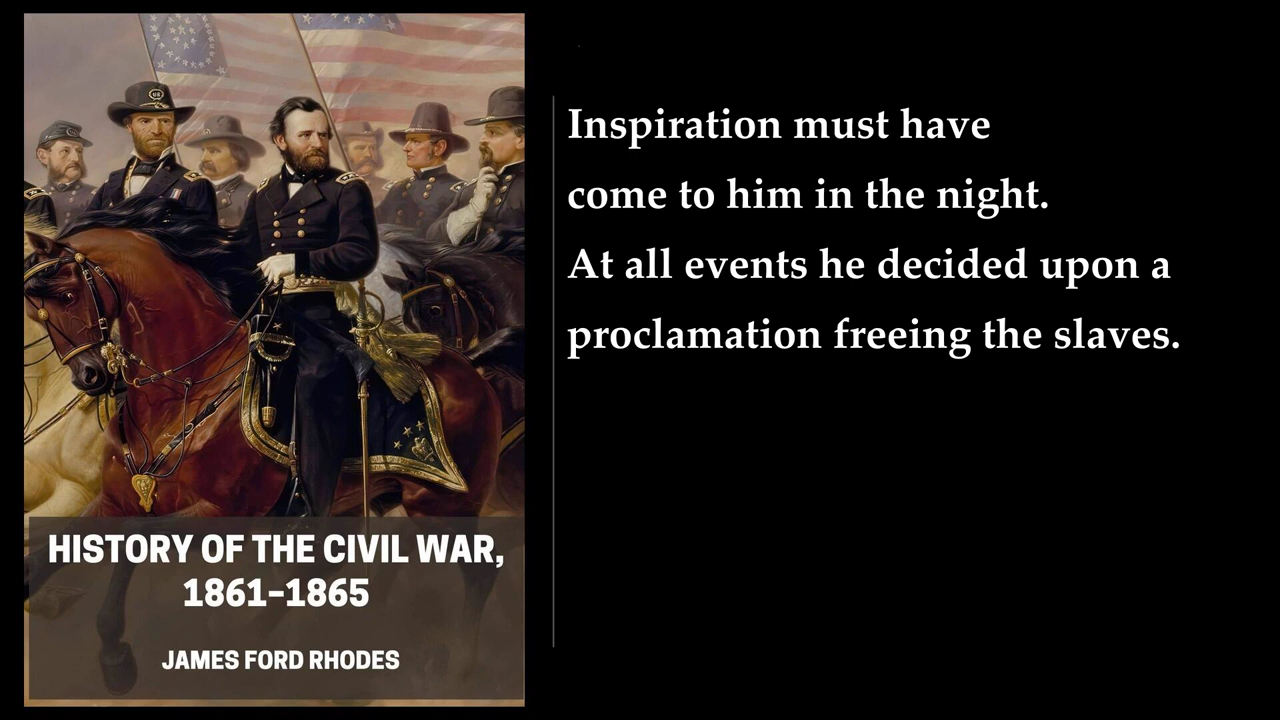 HISTORY OF THE CIVIL WAR,
1861–1865
JAMES FORD RHODES
Inspiration must have
come to him in the night.
At all events he decided upon a
proclamation freeing the slaves.